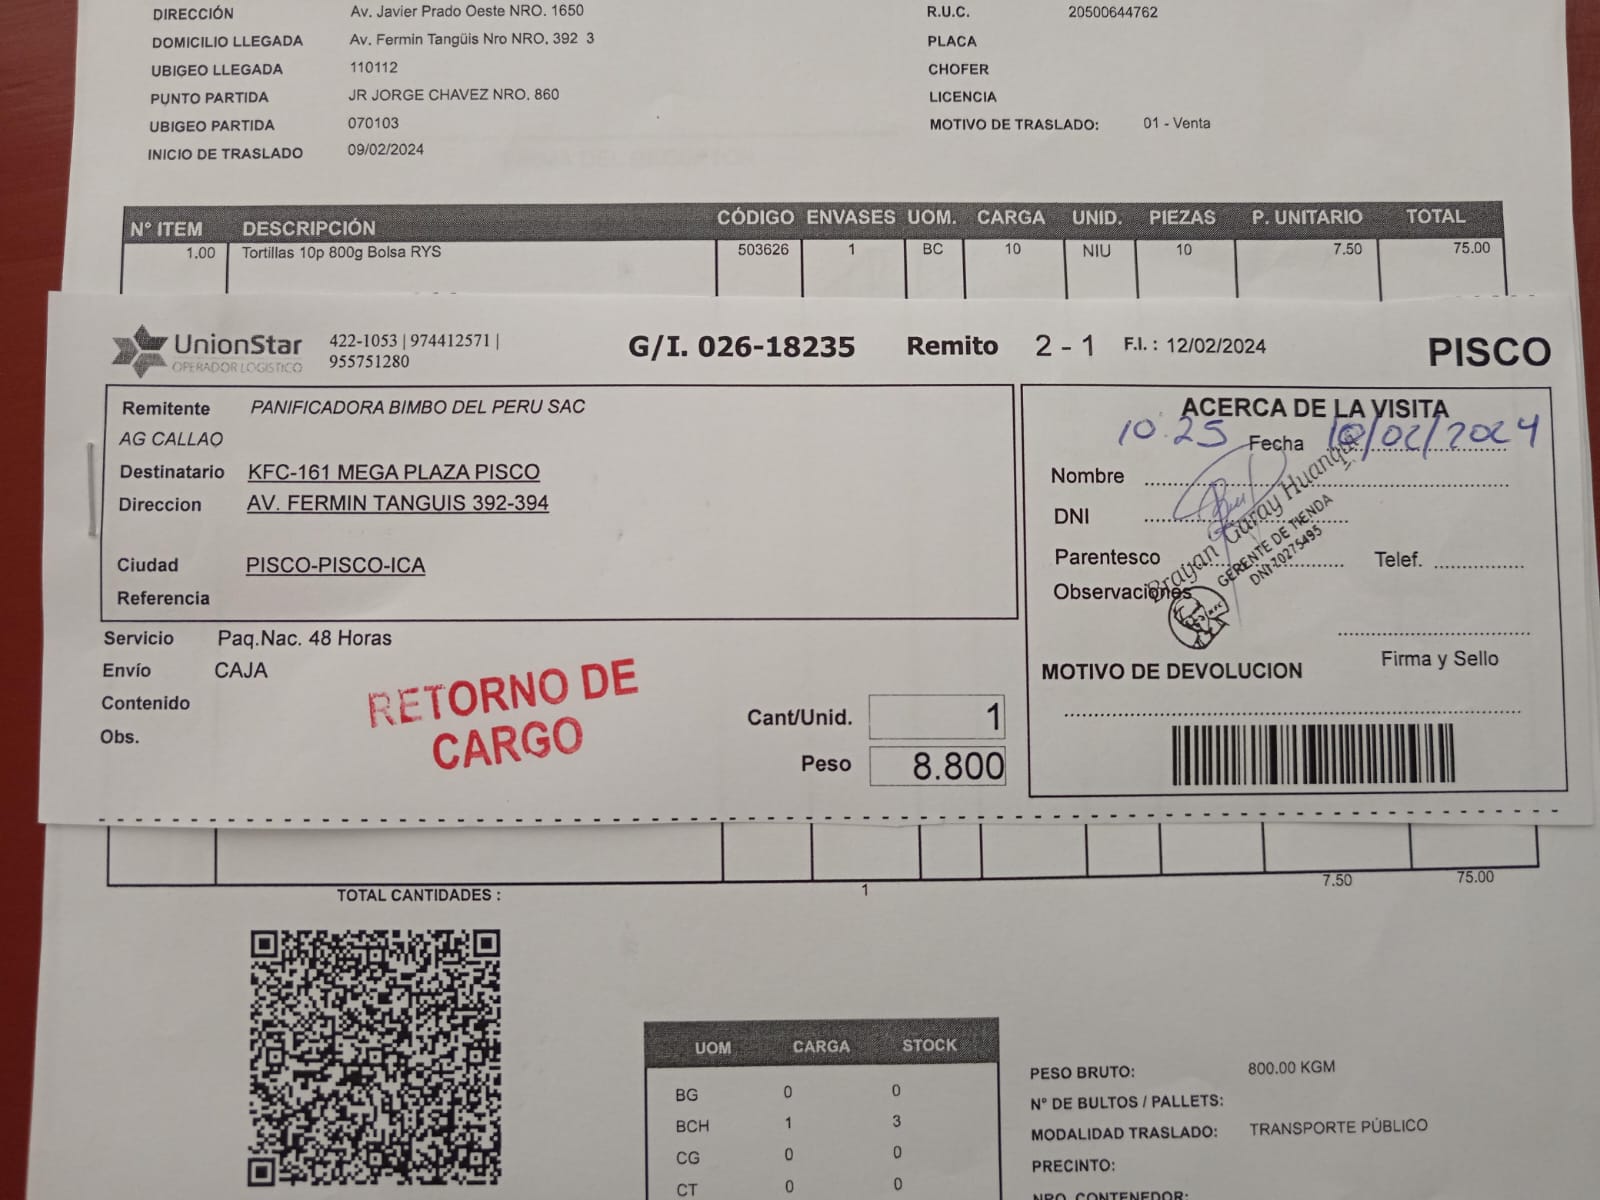 DIRECCIÓN Av. Javier Prado Oeste NRO. 1650 R.U.C. 20500644762
DOMICILIO LLEGADA Av. Fermin Tangüis Nro NRO. 392 3 PLACA
UBIGEO LLEGADA 110112 CHOFER
PUNTO PARTIDA JR JORGE CHAVEZ NRO. 860 LICENCIA
UBIGEO PARTIDA 070103 MOTIVO DE TRASLADO: 01 - Venta
INICIO DE TRASLADO 09/02/2024
N° ITEM DESCRIPCIÓN CÓDIGO ENVASES UOM. CARGA UNID. PIEZAS P. UNITARIO TOTAL
1.00 Tortillas 10p 800g Bolsa RYS 503626 1 BC 10 NIU 10 7.50 75.00
UnionStar
OPERADOR LOGISTICO
422-1053 | 974412571 |
955751280
G/I. 026-18235 Remito 2 - 1 F.I. : 12/02/2024 PISCO
Remitente PANIFICADORA BIMBO DEL PERU SAC
AG CALLAO
Destinatario KFC-161 MEGA PLAZA PISCO
Direccion AV. FERMIN TANGUIS 392-394
Ciudad PISCO-PISCO-ICA
Referencia
Servicio Paq.Nac. 48 Horas
Envío CAJA
Contenido
Obs.
RETORNO DE
CARGO
Cant/Unid. 1
Peso 8.800
ACERCA DE LA VISITA
10:25 Fecha /02/2024
Nombre
DNI
Parentesco Telef.
Observaciones
Brayan Garay Huanqui
GERENTE DE TIENDA
DNI 70275495
KFC
Firma y Sello
MOTIVO DE DEVOLUCION
7.50 75.00
TOTAL CANTIDADES : 1
UOM CARGA STOCK
BG 0 0
BCH 1 3
CG 0 0
CT 0 0
PESO BRUTO: 800.00 KGM
N° DE BULTOS / PALLETS:
MODALIDAD TRASLADO: TRANSPORTE PÚBLICO
PRECINTO:
NRO. CONTENEDOR: